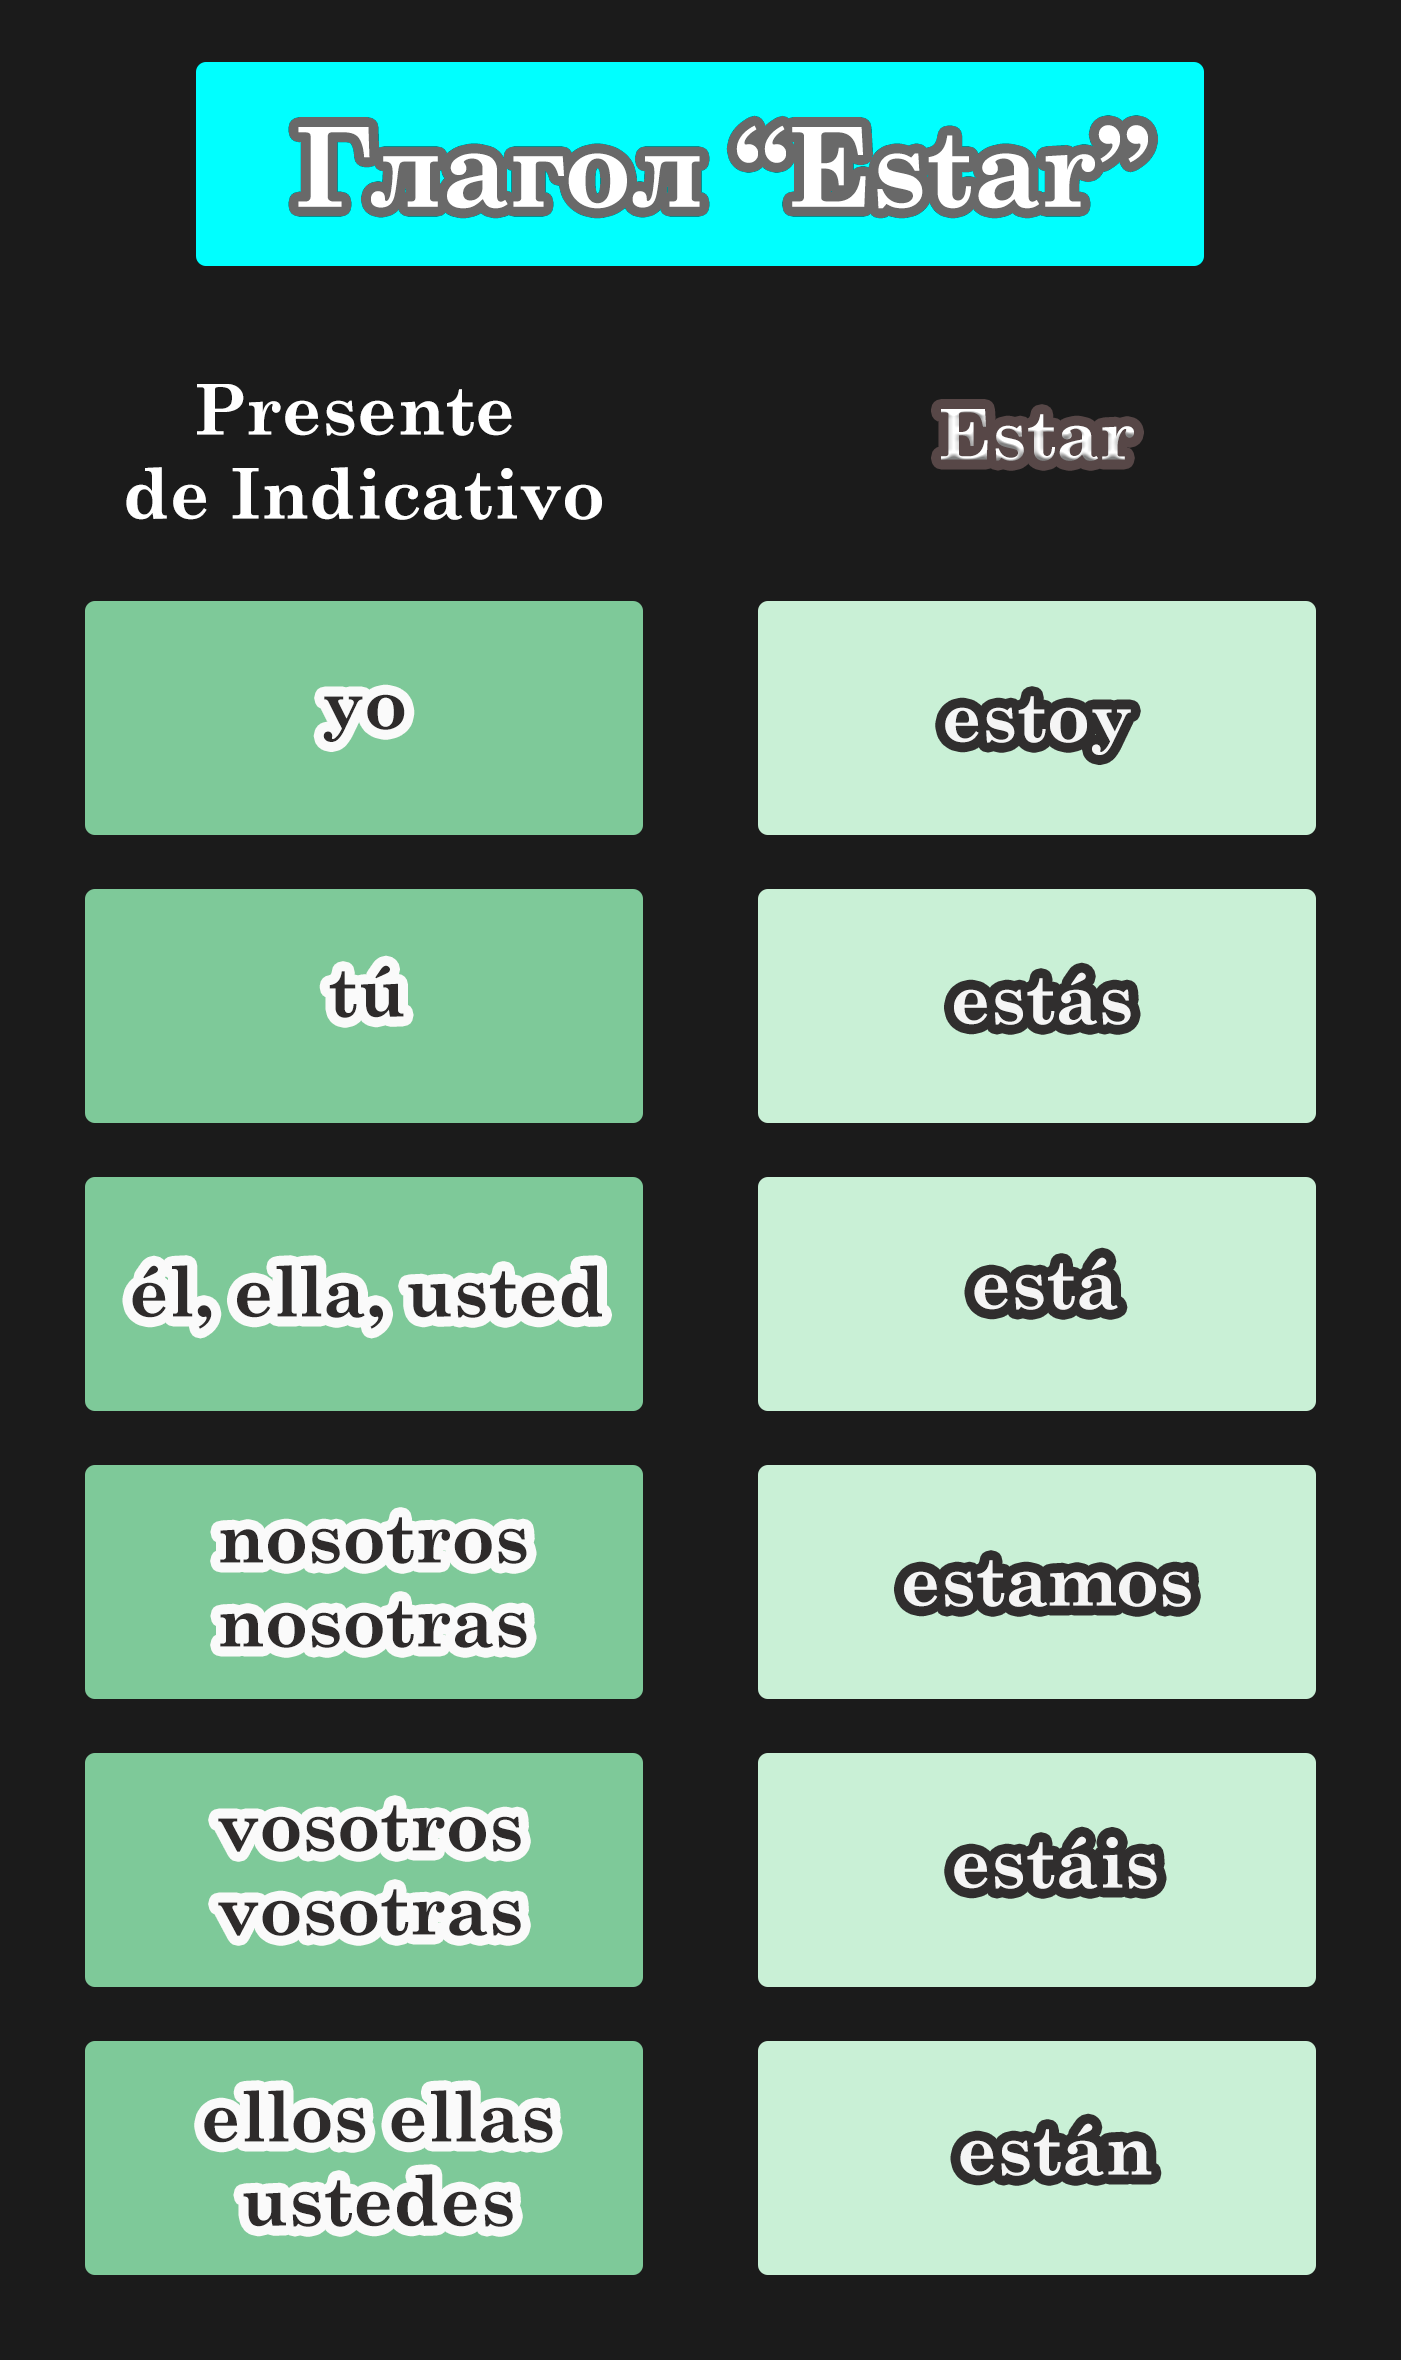 Глагол “Estar”
Presente
de Indicativo
Estar
yo
estoy
tú
estás
él, ella, usted
está
nosotros
nosotras
estamos
vosotros
vosotras
estáis
ellos ellas
ustedes
están